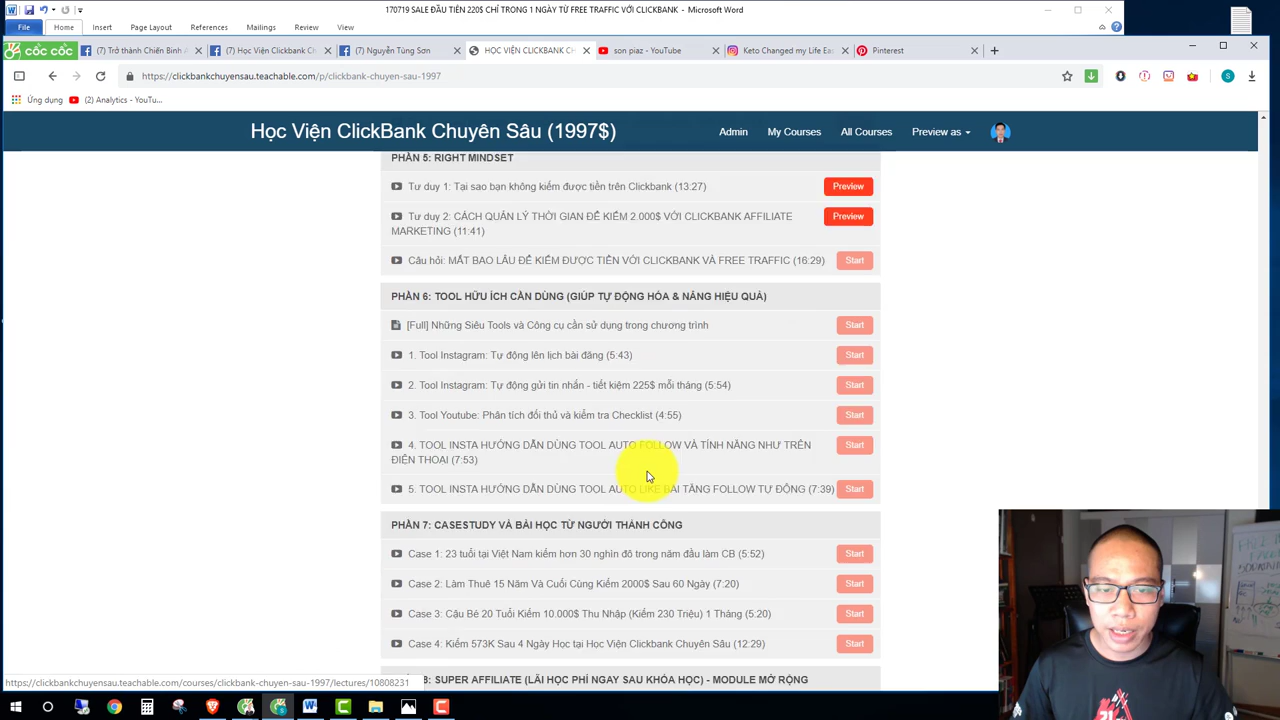 170719 SALE ĐẦU TIÊN 220$ CHỈ TRONG 1 NGÀY TỪ FREE TRAFFIC VỚI CLICKBANK - Microsoft Word
File Home Insert Page Layout References Mailings Review View
CỐC CỐC
(7) Trở thành Chiến Binh
(7) Học Viện Clickbank C
(7) Nguyễn Tùng Sơn
HỌC VIỆN CLICKBANK CH
son piaz - YouTube
Keto Changed my Life Ea
Pinterest
https://clickbankchuyensau.teachable.com/p/clickbank-chuyen-sau-1997
Ứng dụng (2) Analytics - YouTu...
Học Viện ClickBank Chuyên Sâu (1997$)
Admin My Courses All Courses Preview as
PHẦN 5: RIGHT MINDSET
Tư duy 1: Tại sao bạn không kiếm được tiền trên Clickbank (13:27) Preview
Tư duy 2: CÁCH QUẢN LÝ THỜI GIAN ĐỂ KIẾM 2.000$ VỚI CLICKBANK AFFILIATE Preview
MARKETING (11:41)
Câu hỏi: MẤT BAO LÂU ĐỂ KIẾM ĐƯỢC TIỀN VỚI CLICKBANK VÀ FREE TRAFFIC (16:29) Start
PHẦN 6: TOOL HỮU ÍCH CẦN DÙNG (GIÚP TỰ ĐỘNG HÓA & NÂNG HIỆU QUẢ)
[Full] Những Siêu Tools và Công cụ cần sử dụng trong chương trình Start
1. Tool Instagram: Tự động lên lịch bài đăng (5:43) Start
2. Tool Instagram: Tự động gửi tin nhắn - tiết kiệm 225$ mỗi tháng (5:54) Start
3. Tool Youtube: Phân tích đối thủ và kiểm tra Checklist (4:55) Start
4. TOOL INSTA HƯỚNG DẪN DÙNG TOOL AUTO FOLLOW VÀ TÍNH NĂNG NHƯ TRÊN Start
ĐIỆN THOẠI (7:53)
5. TOOL INSTA HƯỚNG DẪN DÙNG TOOL AUTO LIKE BÀI TĂNG FOLLOW TỰ ĐỘNG (7:39) Start
PHẦN 7: CASESTUDY VÀ BÀI HỌC TỪ NGƯỜI THÀNH CÔNG
Case 1: 23 tuổi tại Việt Nam kiếm hơn 30 nghìn đô trong năm đầu làm CB (5:52) Start
Case 2: Làm Thuê 15 Năm Và Cuối Cùng Kiếm 2000$ Sau 60 Ngày (7:20) Start
Case 3: Cậu Bé 20 Tuổi Kiếm 10.000$ Thu Nhập (Kiếm 230 Triệu) 1 Tháng (5:20) Start
Case 4: Kiếm 573K Sau 4 Ngày Học tại Học Viện Clickbank Chuyên Sâu (12:29) Start
8: SUPER AFFILIATE (LÃI HỌC PHÍ NGAY SAU KHÓA HỌC) - MODULE MỞ RỘNG
https://clickbankchuyensau.teachable.com/courses/clickbank-chuyen-sau-1997/lectures/10808231